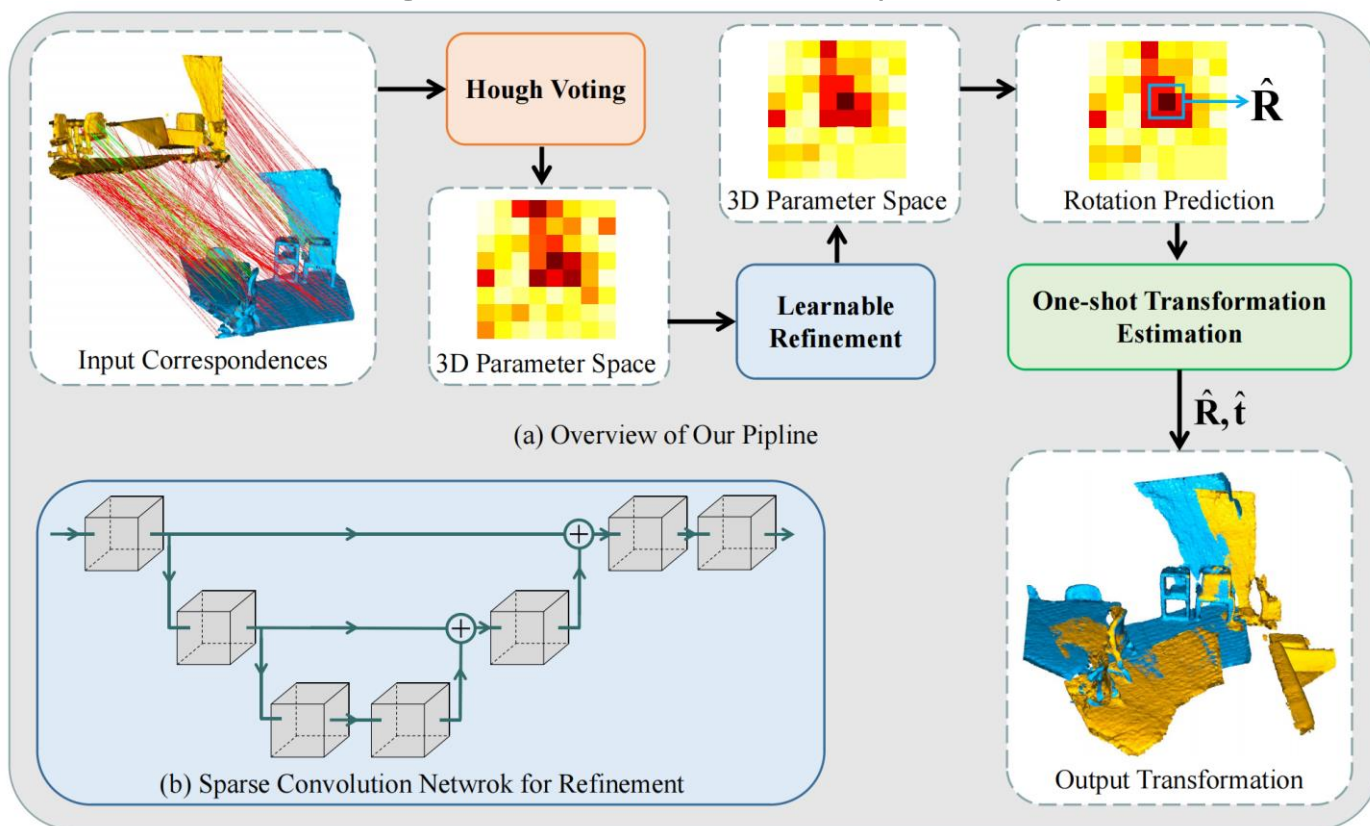 Hough Voting
Input Correspondences
3D Parameter Space
Learnable
Refinement
3D Parameter Space
R̂
Rotation Prediction
One-shot Transformation
Estimation
R̂, t̂
Output Transformation
(a) Overview of Our Pipline
(b) Sparse Convolution Netwrok for Refinement